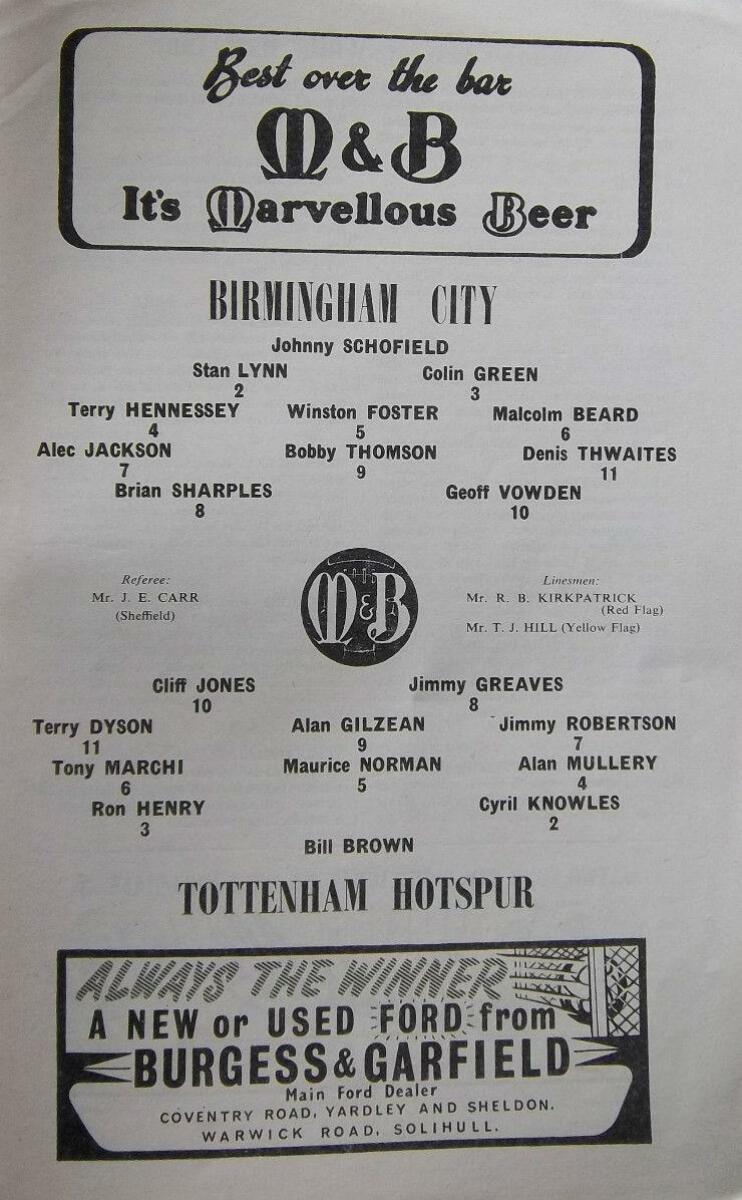 Best over the bar
M&B
It's Marvellous Beer
BIRMINGHAM CITY
Johnny SCHOFIELD
Stan LYNN Colin GREEN
2 3
Terry HENNESSEY Winston FOSTER Malcolm BEARD
4 5 6
Alec JACKSON Bobby THOMSON Denis THWAITES
7 9 11
Brian SHARPLES Geoff VOWDEN
8 10
Referee:
Mr. J. E. CARR
(Sheffield)
M&B
Linesmen:
Mr. R. B. KIRKPATRICK
(Red Flag)
Mr. T. J. HILL (Yellow Flag)
Cliff JONES Jimmy GREAVES
10 8
Terry DYSON Alan GILZEAN Jimmy ROBERTSON
11 9 7
Tony MARCHI Maurice NORMAN Alan MULLERY
6 5 4
Ron HENRY Cyril KNOWLES
3 2
Bill BROWN
TOTTENHAM HOTSPUR
ALWAYS THE WINNER
A NEW or USED FORD from
BURGESS & GARFIELD
Main Ford Dealer
COVENTRY ROAD, YARDLEY AND SHELDON.
WARWICK ROAD, SOLIHULL.